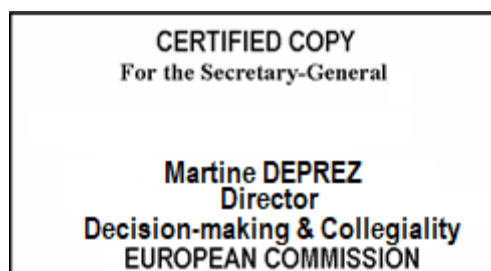 CERTIFIED COPY
For the Secretary-General
Martine DEPREZ
Director
Decision-making & Collegiality
EUROPEAN COMMISSION